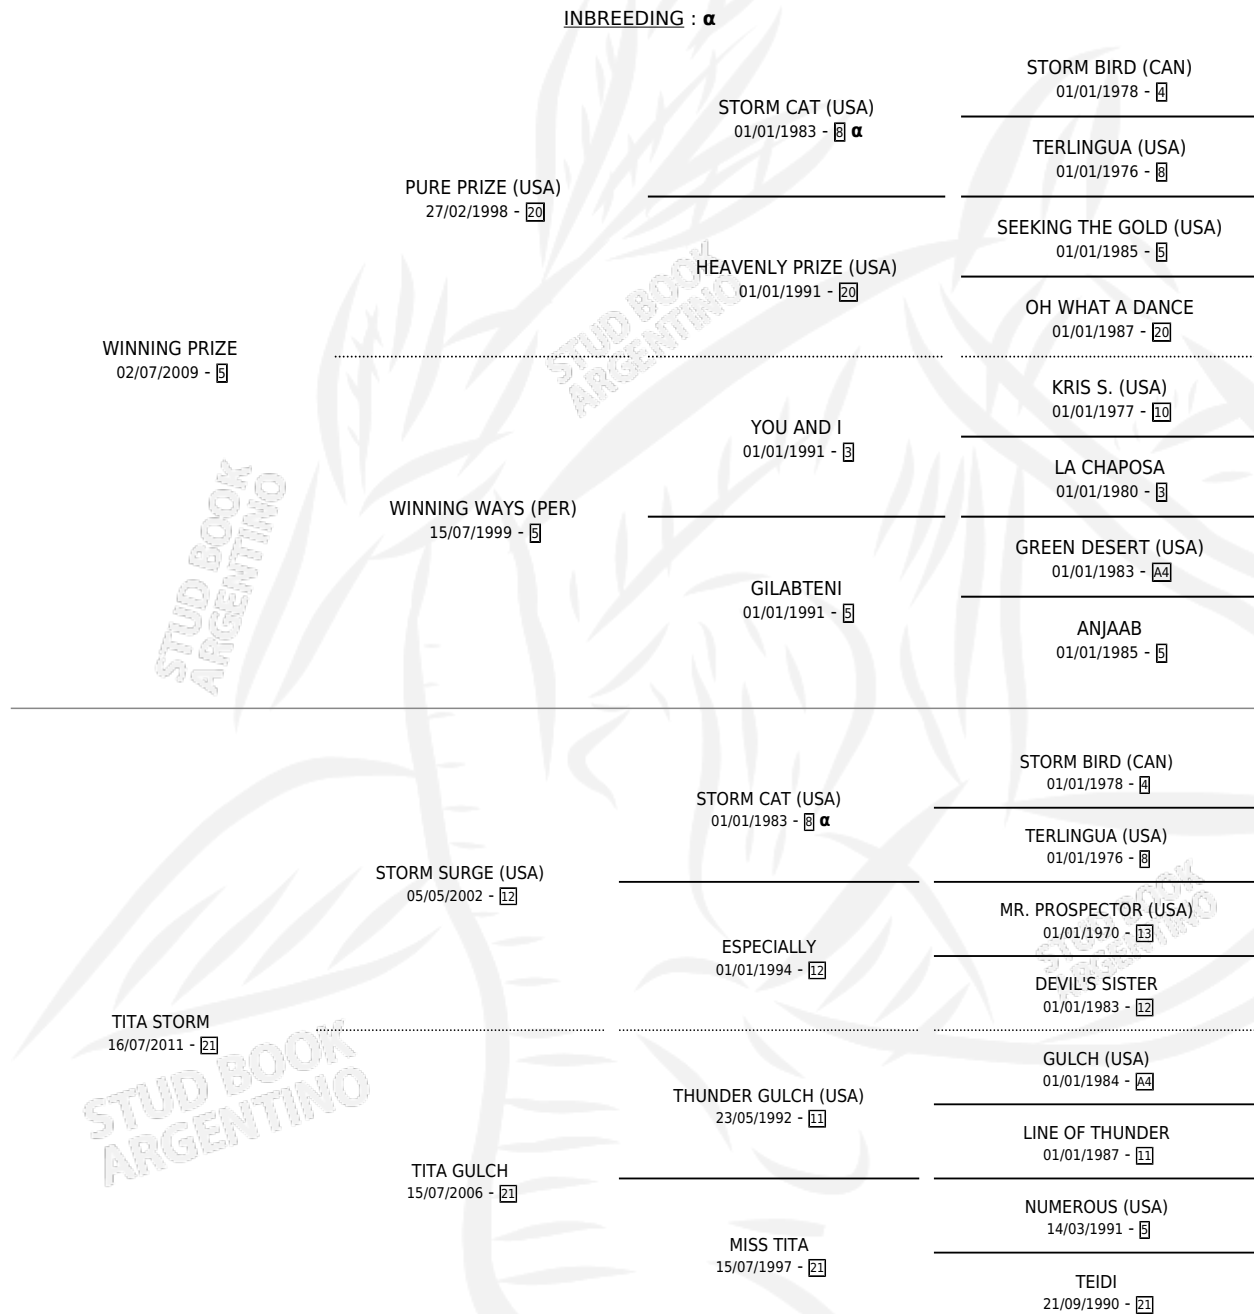 INBREEDING : α
STORM BIRD (CAN)
01/01/1978 - 4
STORM CAT (USA)
01/01/1983 - 8 α
TERLINGUA (USA)
01/01/1976 - 8
PURE PRIZE (USA)
27/02/1998 - 20
SEEKING THE GOLD (USA)
01/01/1985 - 5
HEAVENLY PRIZE (USA)
01/01/1991 - 20
OH WHAT A DANCE
01/01/1987 - 20
WINNING PRIZE
02/07/2009 - 5
KRIS S. (USA)
01/01/1977 - 10
YOU AND I
01/01/1991 - 3
LA CHAPOSA
01/01/1980 - 3
WINNING WAYS (PER)
15/07/1999 - 5
GREEN DESERT (USA)
01/01/1983 - A4
GILABTENI
01/01/1991 - 5
ANJAAB
01/01/1985 - 5
STORM BIRD (CAN)
01/01/1978 - 4
STORM CAT (USA)
01/01/1983 - 8 α
TERLINGUA (USA)
01/01/1976 - 8
STORM SURGE (USA)
05/05/2002 - 12
MR. PROSPECTOR (USA)
01/01/1970 - 13
ESPECIALLY
01/01/1994 - 12
DEVIL'S SISTER
01/01/1983 - 12
TITA STORM
16/07/2011 - 21
GULCH (USA)
01/01/1984 - A4
THUNDER GULCH (USA)
23/05/1992 - 11
LINE OF THUNDER
01/01/1987 - 11
TITA GULCH
15/07/2006 - 21
NUMEROUS (USA)
14/03/1991 - 5
MISS TITA
15/07/1997 - 21
TEIDI
21/09/1990 - 21
STUD BOOK
ARGENTINO
STUD BOOK
ARGENTINO
STUD BOOK
ARGENTINO
STUD BOOK
ARGENTINO